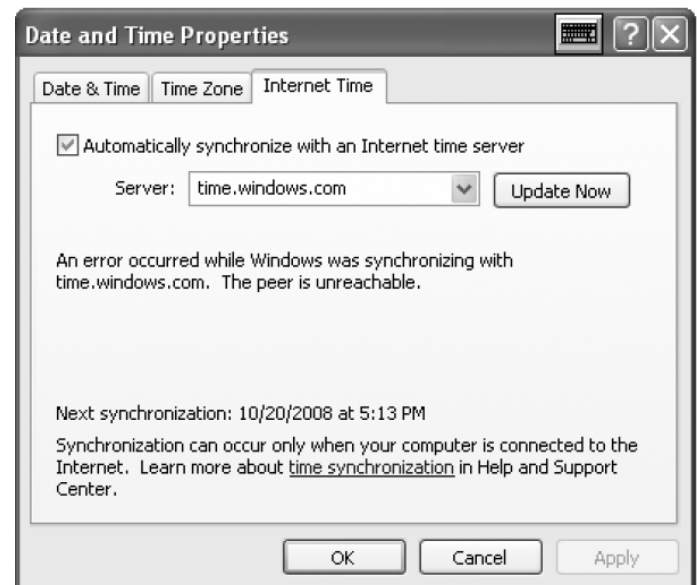 Date and Time Properties
Date & Time Time Zone Internet Time
Automatically synchronize with an Internet time server
Server: time.windows.com Update Now
An error occurred while Windows was synchronizing with
time.windows.com. The peer is unreachable.
Next synchronization: 10/20/2008 at 5:13 PM
Synchronization can occur only when your computer is connected to the
Internet. Learn more about time synchronization in Help and Support
Center.
OK Cancel Apply